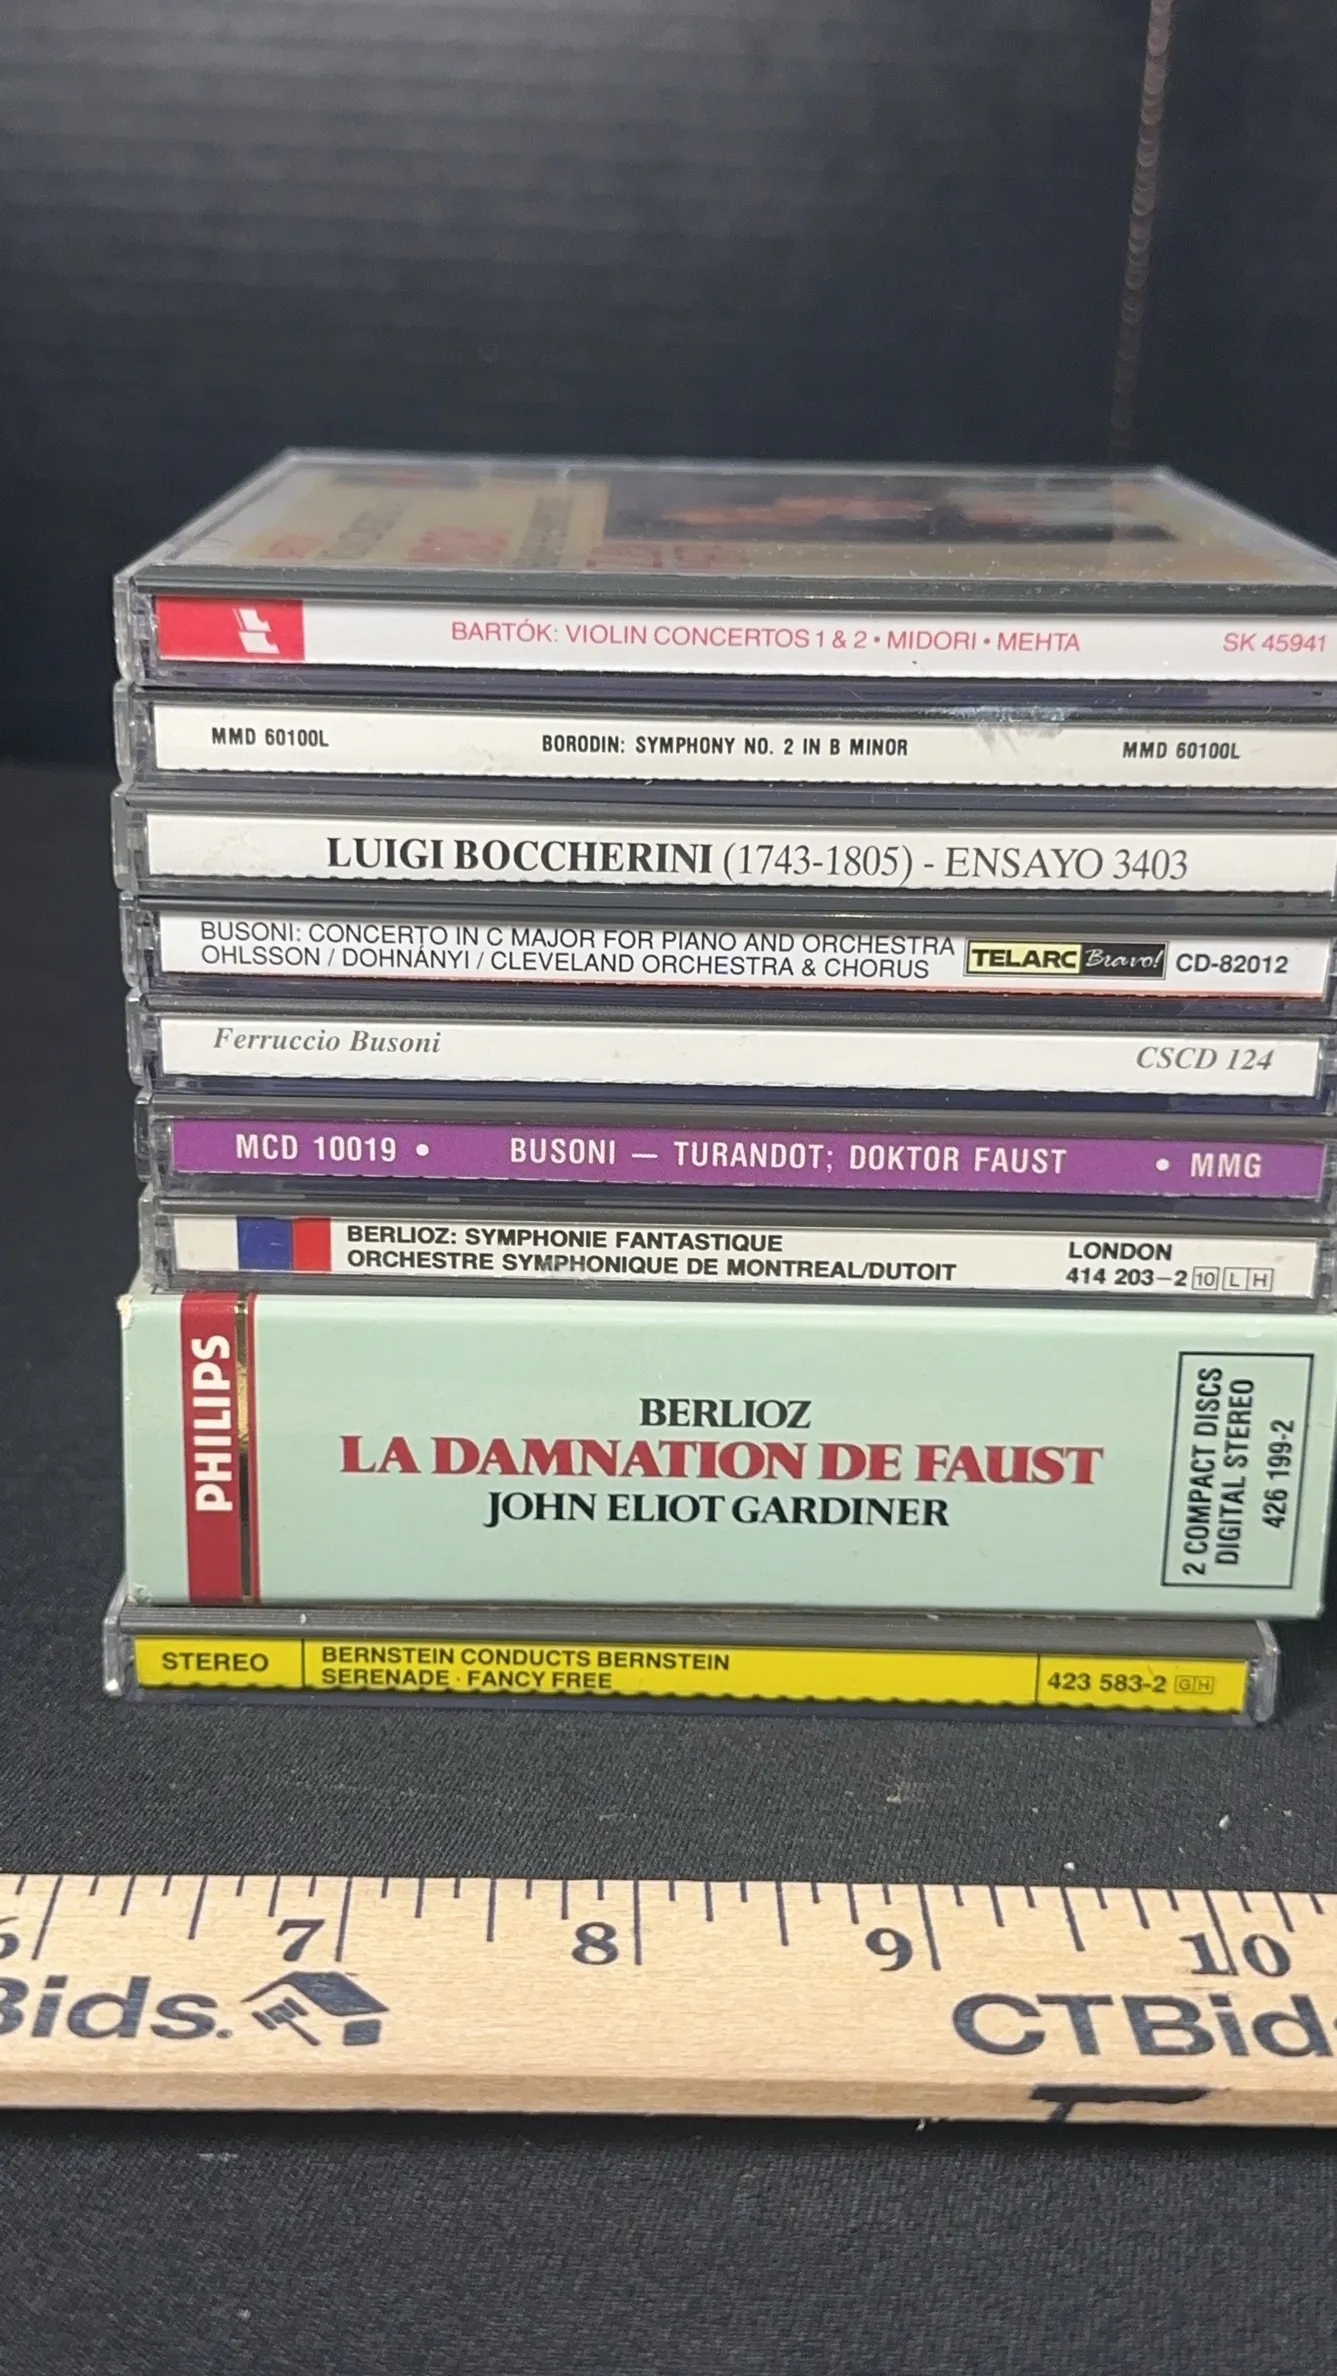 BARTÓK: VIOLIN CONCERTOS 1 & 2 • MIDORI • MEHTA SK 45941
MMD 60100L BORODIN: SYMPHONY NO. 2 IN B MINOR MMD 60100L
LUIGI BOCCHERINI (1743-1805) - ENSAYO 3403
BUSONI: CONCERTO IN C MAJOR FOR PIANO AND ORCHESTRA
OHLSSON / DOHNÁNYI / CLEVELAND ORCHESTRA & CHORUS
TELARC Bravo! CD-82012
Ferruccio Busoni CSCD 124
MCD 10019 • BUSONI — TURANDOT; DOKTOR FAUST • MMG
BERLIOZ: SYMPHONIE FANTASTIQUE
ORCHESTRE SYMPHONIQUE DE MONTREAL/DUTOIT
LONDON
414 203-2 10 L H
PHILIPS
BERLIOZ
LA DAMNATION DE FAUST
JOHN ELIOT GARDINER
2 COMPACT DISCS
DIGITAL STEREO
426 199-2
STEREO
BERNSTEIN CONDUCTS BERNSTEIN
SERENADE · FANCY FREE
423 583-2 GH
6 7 8 9 10
Bids. CTBids